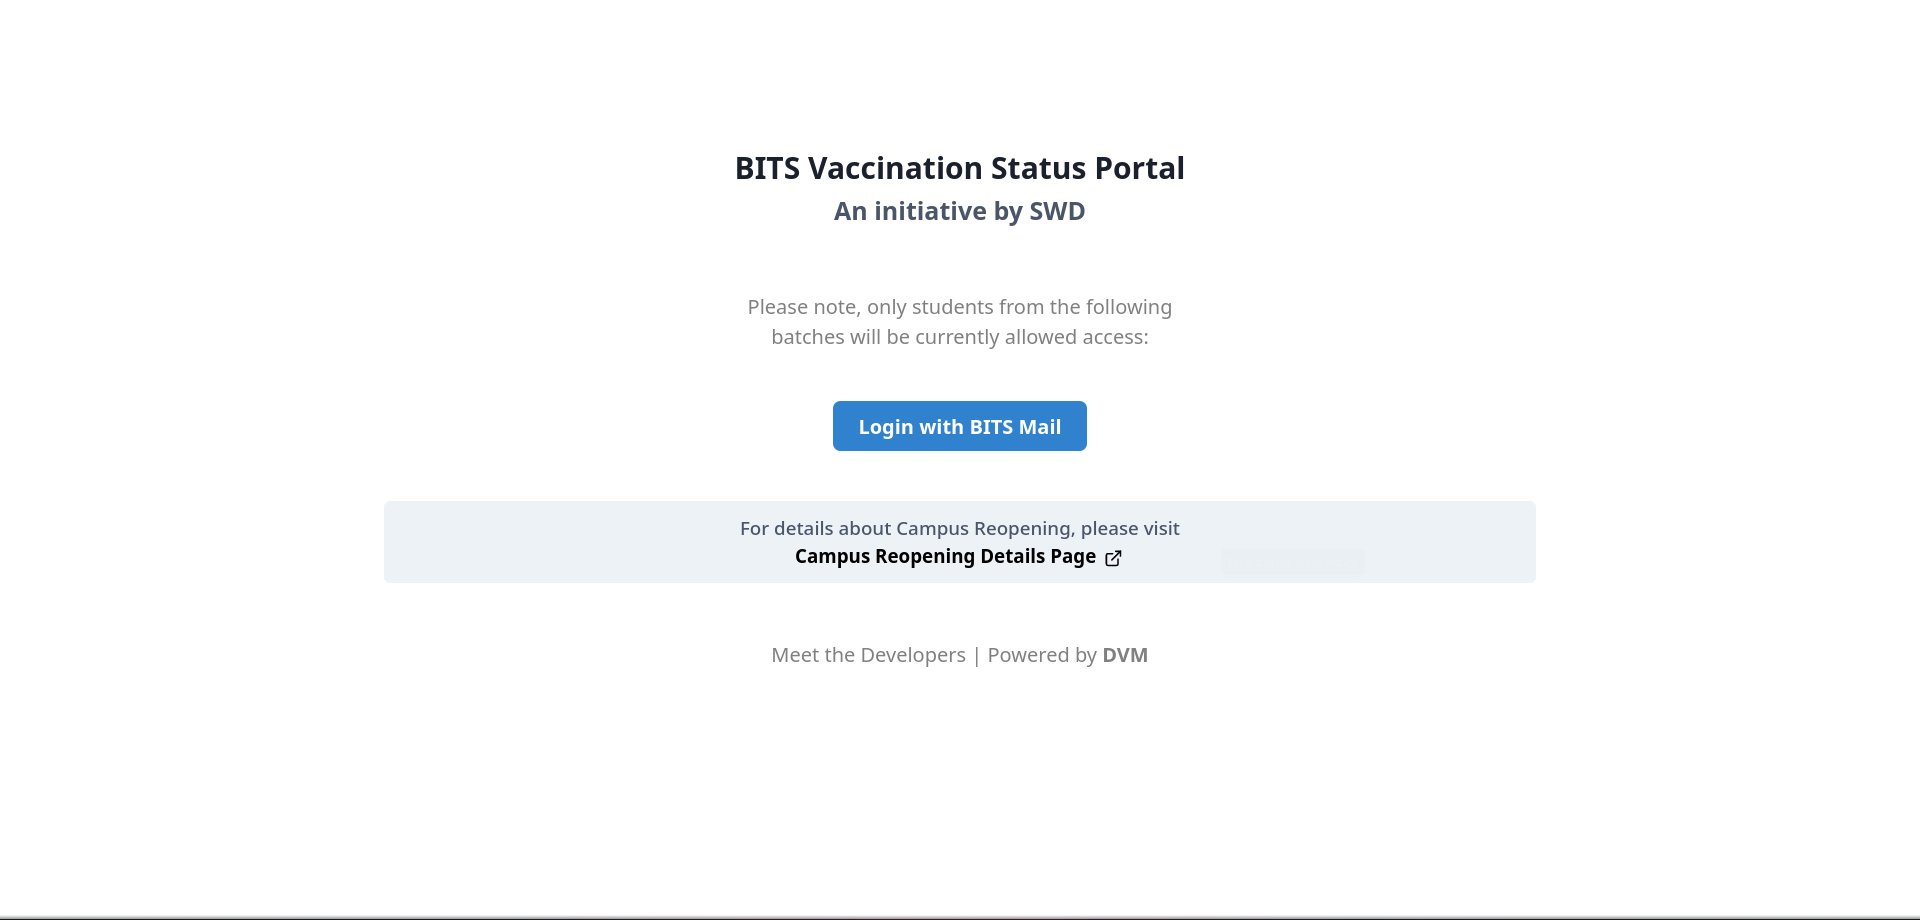 BITS Vaccination Status Portal
An initiative by SWD
Please note, only students from the following
batches will be currently allowed access:
Login with BITS Mail
For details about Campus Reopening, please visit
Campus Reopening Details Page
Meet the Developers | Powered by DVM